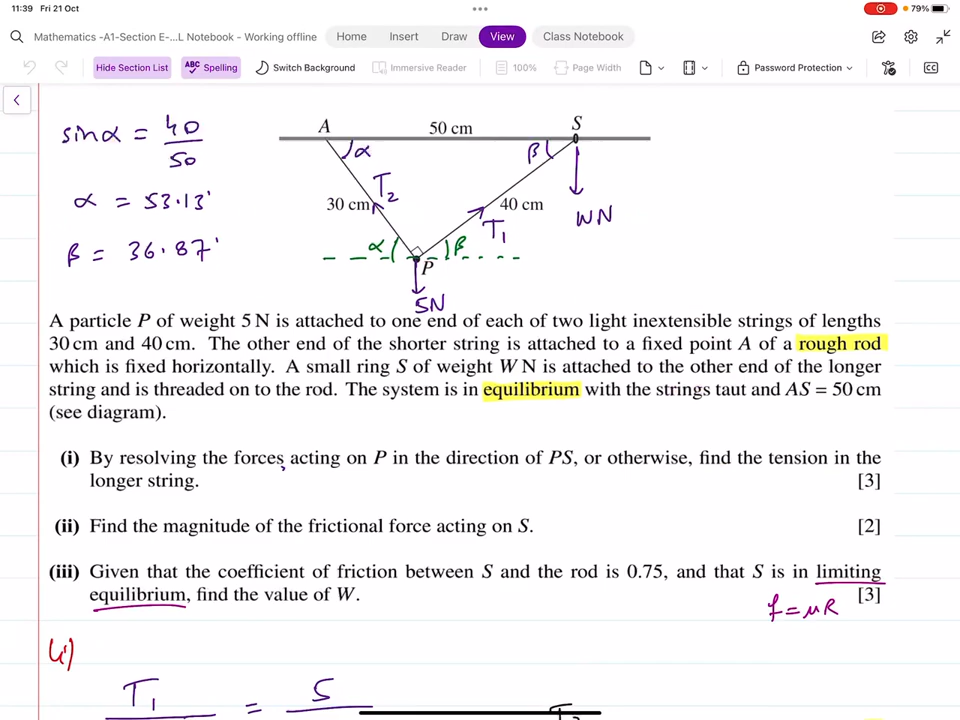 11:39 Fri 21 Oct
79%
Mathematics -A1-Section E-...L Notebook - Working offline
Home Insert Draw View Class Notebook
Hide Section List ABC Spelling Switch Background Immersive Reader 100% Page Width Password Protection CC
sinα = 40/50
α = 53.13°
β = 36.87°
A 50 cm S
α β
T₂
30 cm 40 cm
T₁ WN
α β
P
5N
A particle P of weight 5 N is attached to one end of each of two light inextensible strings of lengths
30 cm and 40 cm. The other end of the shorter string is attached to a fixed point A of a rough rod
which is fixed horizontally. A small ring S of weight W N is attached to the other end of the longer
string and is threaded on to the rod. The system is in equilibrium with the strings taut and AS = 50 cm
(see diagram).
(i) By resolving the forces acting on P in the direction of PS, or otherwise, find the tension in the
longer string. [3]
(ii) Find the magnitude of the frictional force acting on S. [2]
(iii) Given that the coefficient of friction between S and the rod is 0.75, and that S is in limiting
equilibrium, find the value of W. [3]
f = μR
T₁ = 5